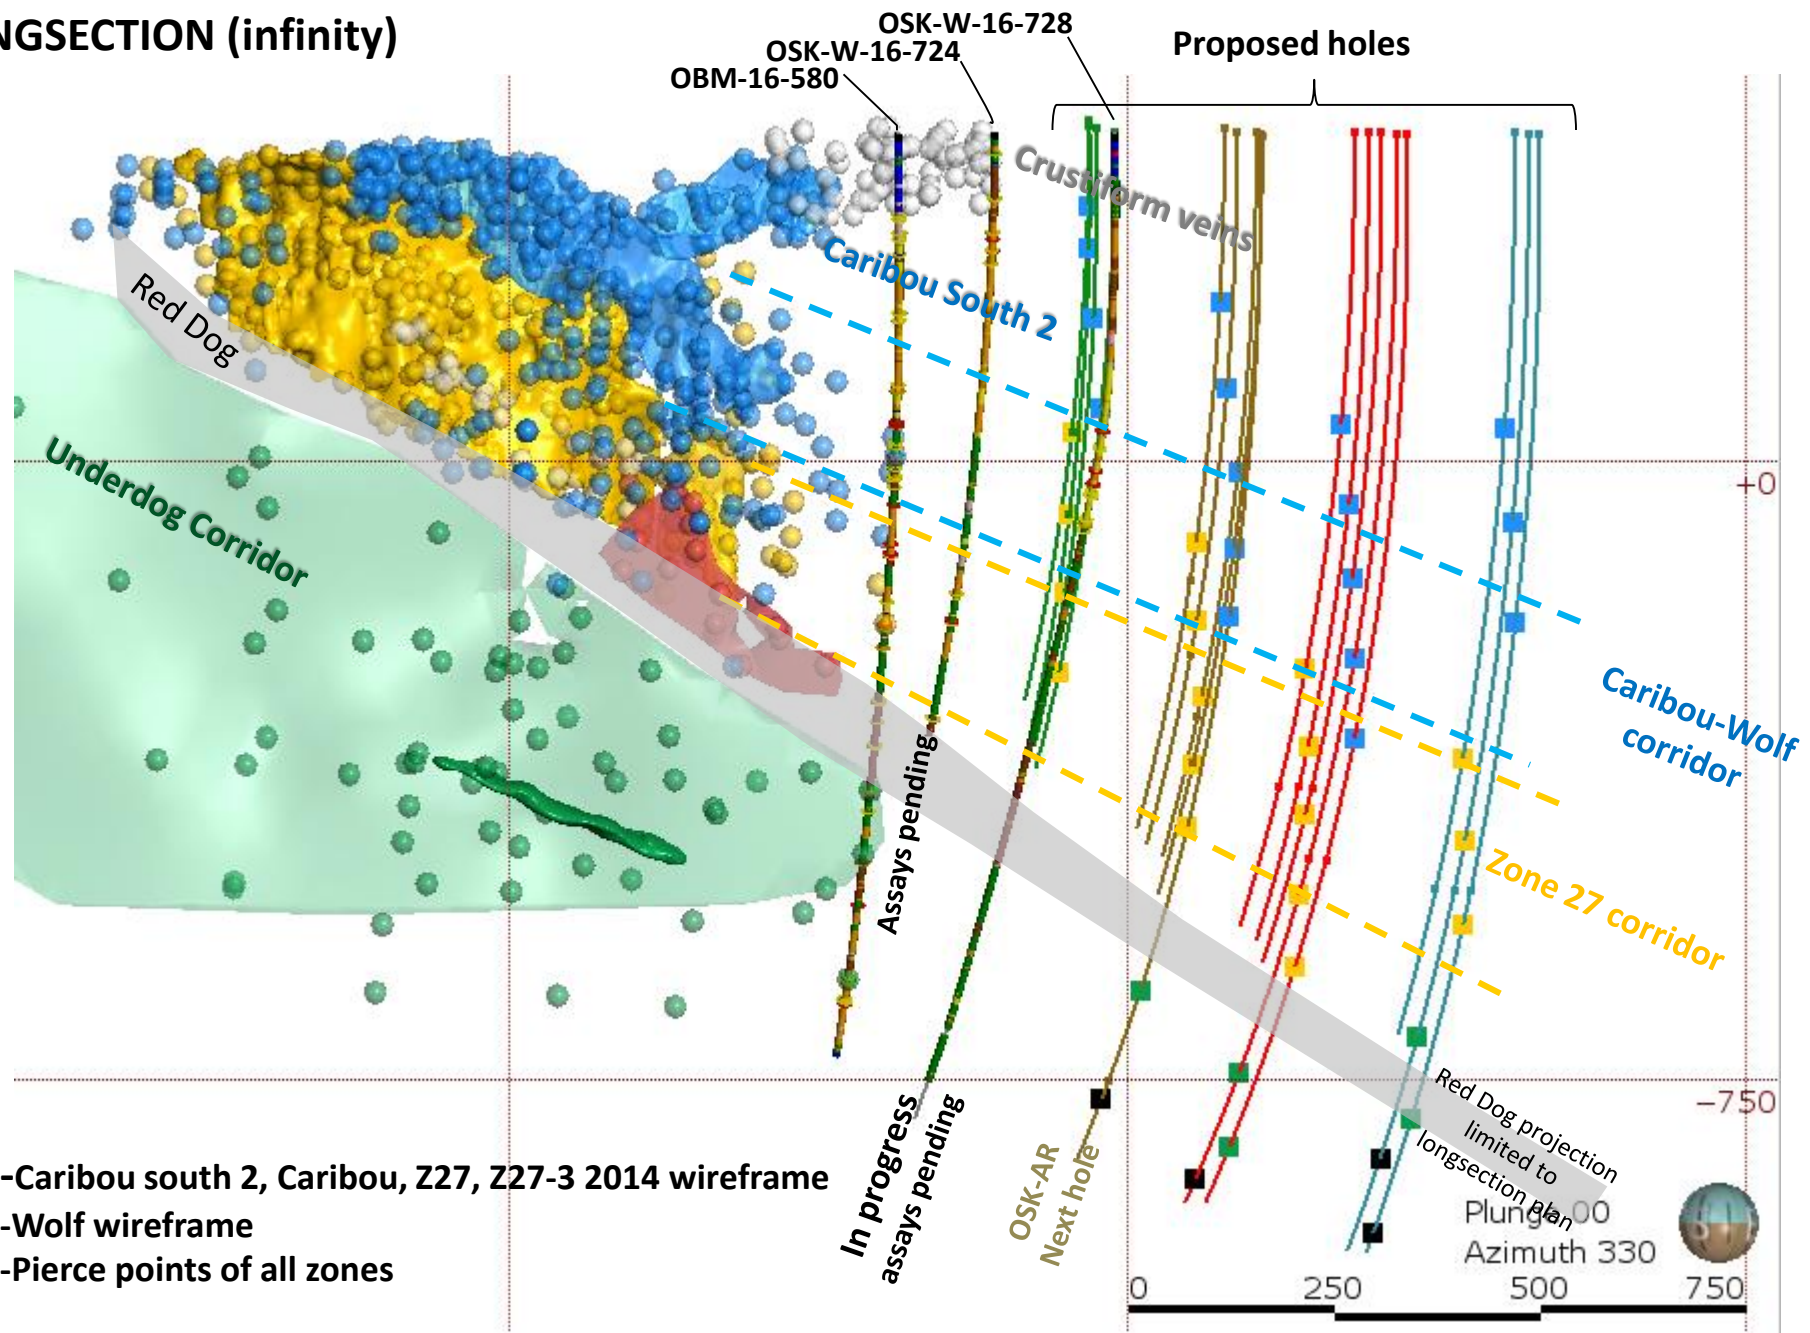 NGSECTION (infinity)
OSK-W-16-728
OSK-W-16-724
OBM-16-580
Proposed holes
Crustiform veins
Caribou South 2
Red Dog
Underdog Corridor
+0
Caribou-Wolf
corridor
Zone 27 corridor
Assays pending
In progress
assays pending
OSK-AR
Next hole
Red Dog projection
limited to
longsection plan
−750
-Caribou south 2, Caribou, Z27, Z27-3 2014 wireframe
-Wolf wireframe
-Pierce points of all zones
Plunge 00
Azimuth 330
0 250 500 750